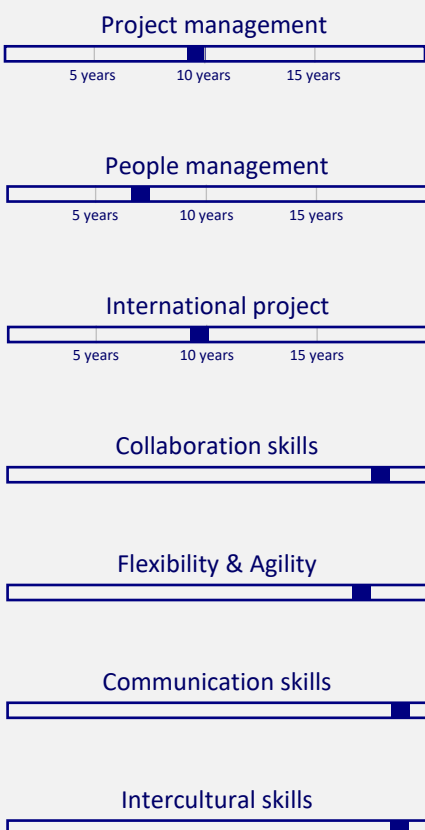 Project management
5 years 10 years 15 years
People management
5 years 10 years 15 years
International project
5 years 10 years 15 years
Collaboration skills
Flexibility & Agility
Communication skills
Intercultural skills